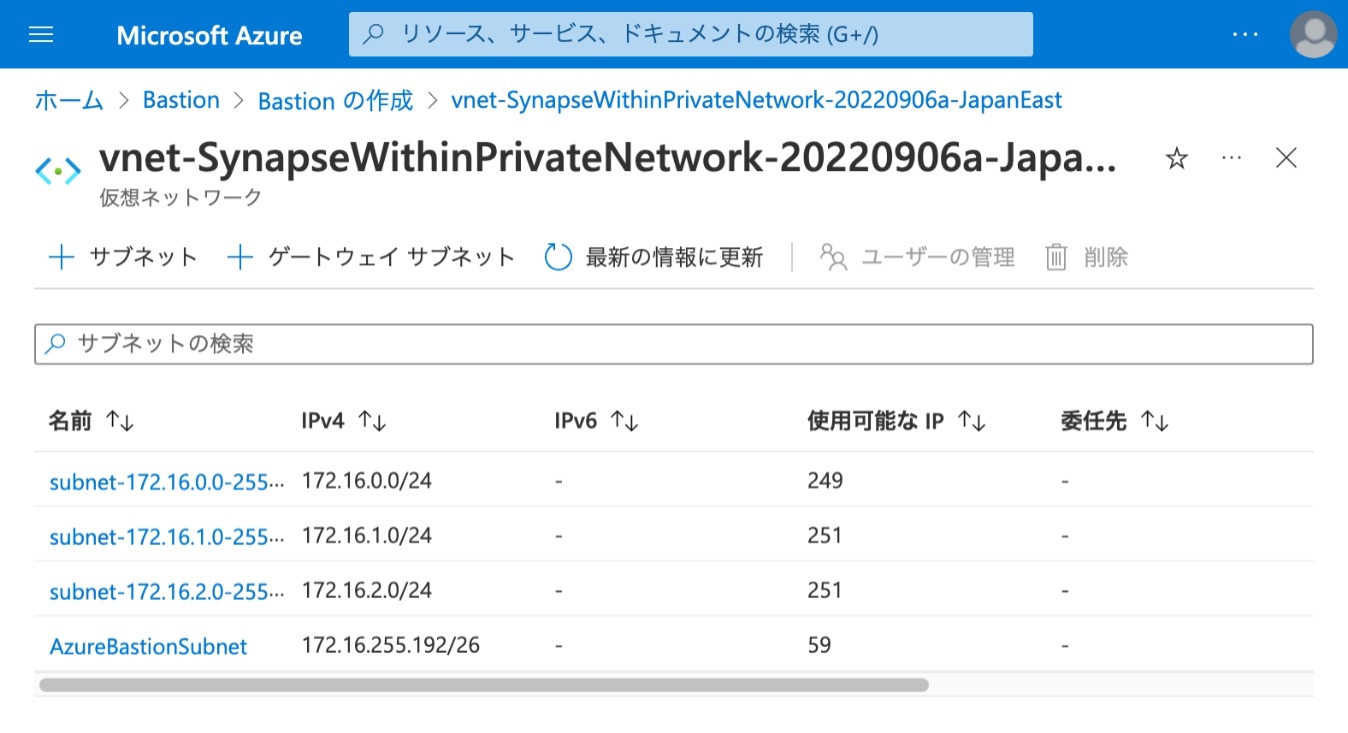 Microsoft Azure リソース、サービス、ドキュメントの検索 (G+/) ...
ホーム > Bastion > Bastion の作成 > vnet-SynapseWithinPrivateNetwork-20220906a-JapanEast
vnet-SynapseWithinPrivateNetwork-20220906a-Japa... ...
仮想ネットワーク
サブネット ゲートウェイ サブネット 最新の情報に更新 ユーザーの管理 削除
サブネットの検索
名前 ↑↓ IPv4 ↑↓ IPv6 ↑↓ 使用可能な IP ↑↓ 委任先 ↑↓
subnet-172.16.0.0-255... 172.16.0.0/24 - 249 -
subnet-172.16.1.0-255... 172.16.1.0/24 - 251 -
subnet-172.16.2.0-255... 172.16.2.0/24 - 251 -
AzureBastionSubnet 172.16.255.192/26 - 59 -